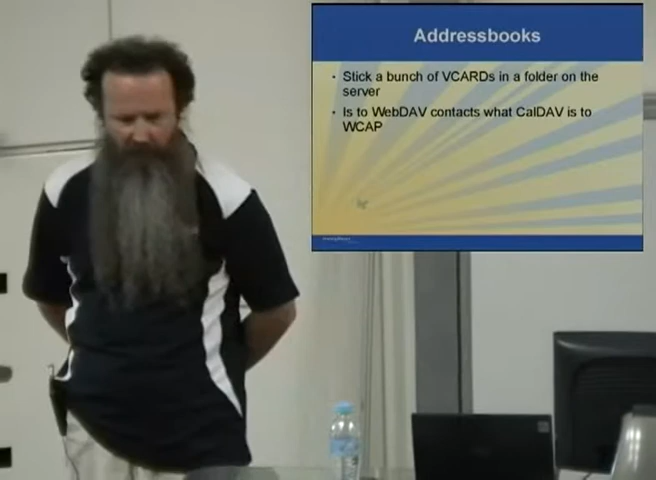 Addressbooks
Stick a bunch of VCARDs in a folder on the
server
Is to WebDAV contacts what CalDAV is to
WCAP